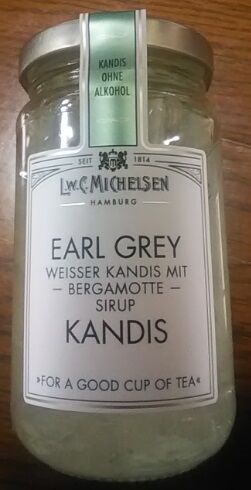 KANDIS
OHNE
ALKOHOL
SEIT 1814
L.W.C. MICHELSEN
HAMBURG
EARL GREY
WEISSER KANDIS MIT
– BERGAMOTTE –
SIRUP
KANDIS
»FOR A GOOD CUP OF TEA«